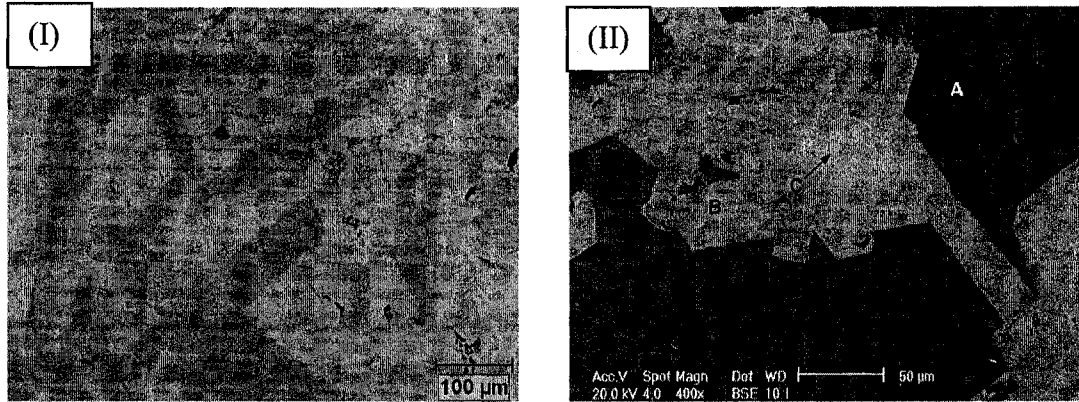 (I)
100 µm
(II)
A
B
C
Acc.V Spot Magn Det WD
20.0 kV 4.0 400x BSE 10.1
50 µm